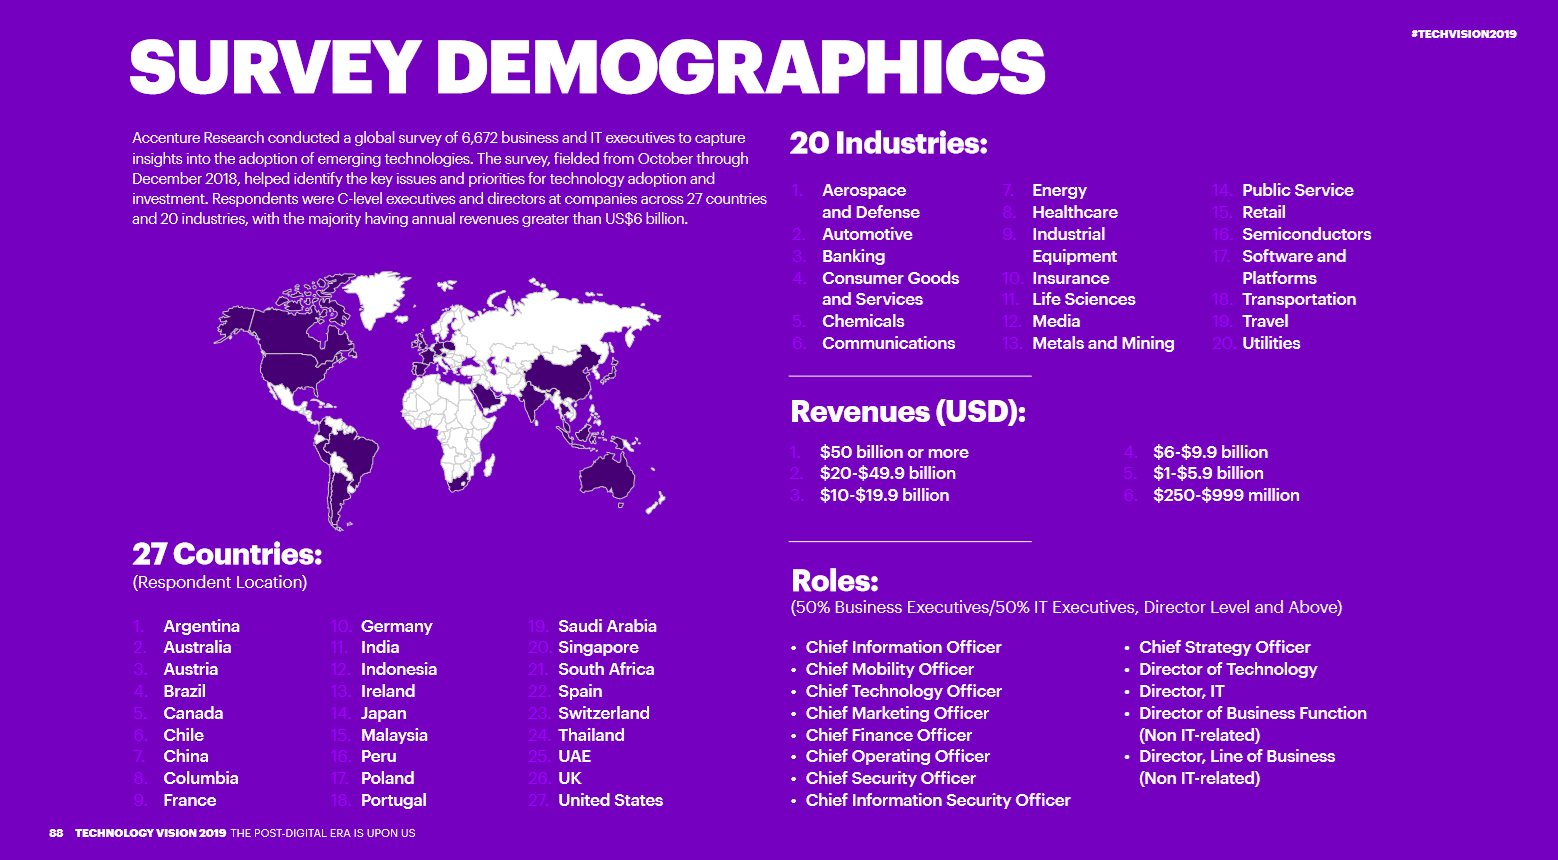 #TECHVISION2019
SURVEY DEMOGRAPHICS
Accenture Research conducted a global survey of 6,672 business and IT executives to capture
insights into the adoption of emerging technologies. The survey, fielded from October through
December 2018, helped identify the key issues and priorities for technology adoption and
investment. Respondents were C-level executives and directors at companies across 27 countries
and 20 industries, with the majority having annual revenues greater than US$6 billion.
27 Countries:
(Respondent Location)
1. Argentina
2. Australia
3. Austria
4. Brazil
5. Canada
6. Chile
7. China
8. Columbia
9. France
10. Germany
11. India
12. Indonesia
13. Ireland
14. Japan
15. Malaysia
16. Peru
17. Poland
18. Portugal
19. Saudi Arabia
20. Singapore
21. South Africa
22. Spain
23. Switzerland
24. Thailand
25. UAE
26. UK
27. United States
20 Industries:
1. Aerospace
and Defense
2. Automotive
3. Banking
4. Consumer Goods
and Services
5. Chemicals
6. Communications
7. Energy
8. Healthcare
9. Industrial
Equipment
10. Insurance
11. Life Sciences
12. Media
13. Metals and Mining
14. Public Service
15. Retail
16. Semiconductors
17. Software and
Platforms
18. Transportation
19. Travel
20. Utilities
Revenues (USD):
1. $50 billion or more
2. $20-$49.9 billion
3. $10-$19.9 billion
4. $6-$9.9 billion
5. $1-$5.9 billion
6. $250-$999 million
Roles:
(50% Business Executives/50% IT Executives, Director Level and Above)
• Chief Information Officer
• Chief Mobility Officer
• Chief Technology Officer
• Chief Marketing Officer
• Chief Finance Officer
• Chief Operating Officer
• Chief Security Officer
• Chief Information Security Officer
• Chief Strategy Officer
• Director of Technology
• Director, IT
• Director of Business Function
(Non IT-related)
• Director, Line of Business
(Non IT-related)
88 TECHNOLOGY VISION 2019 THE POST-DIGITAL ERA IS UPON US